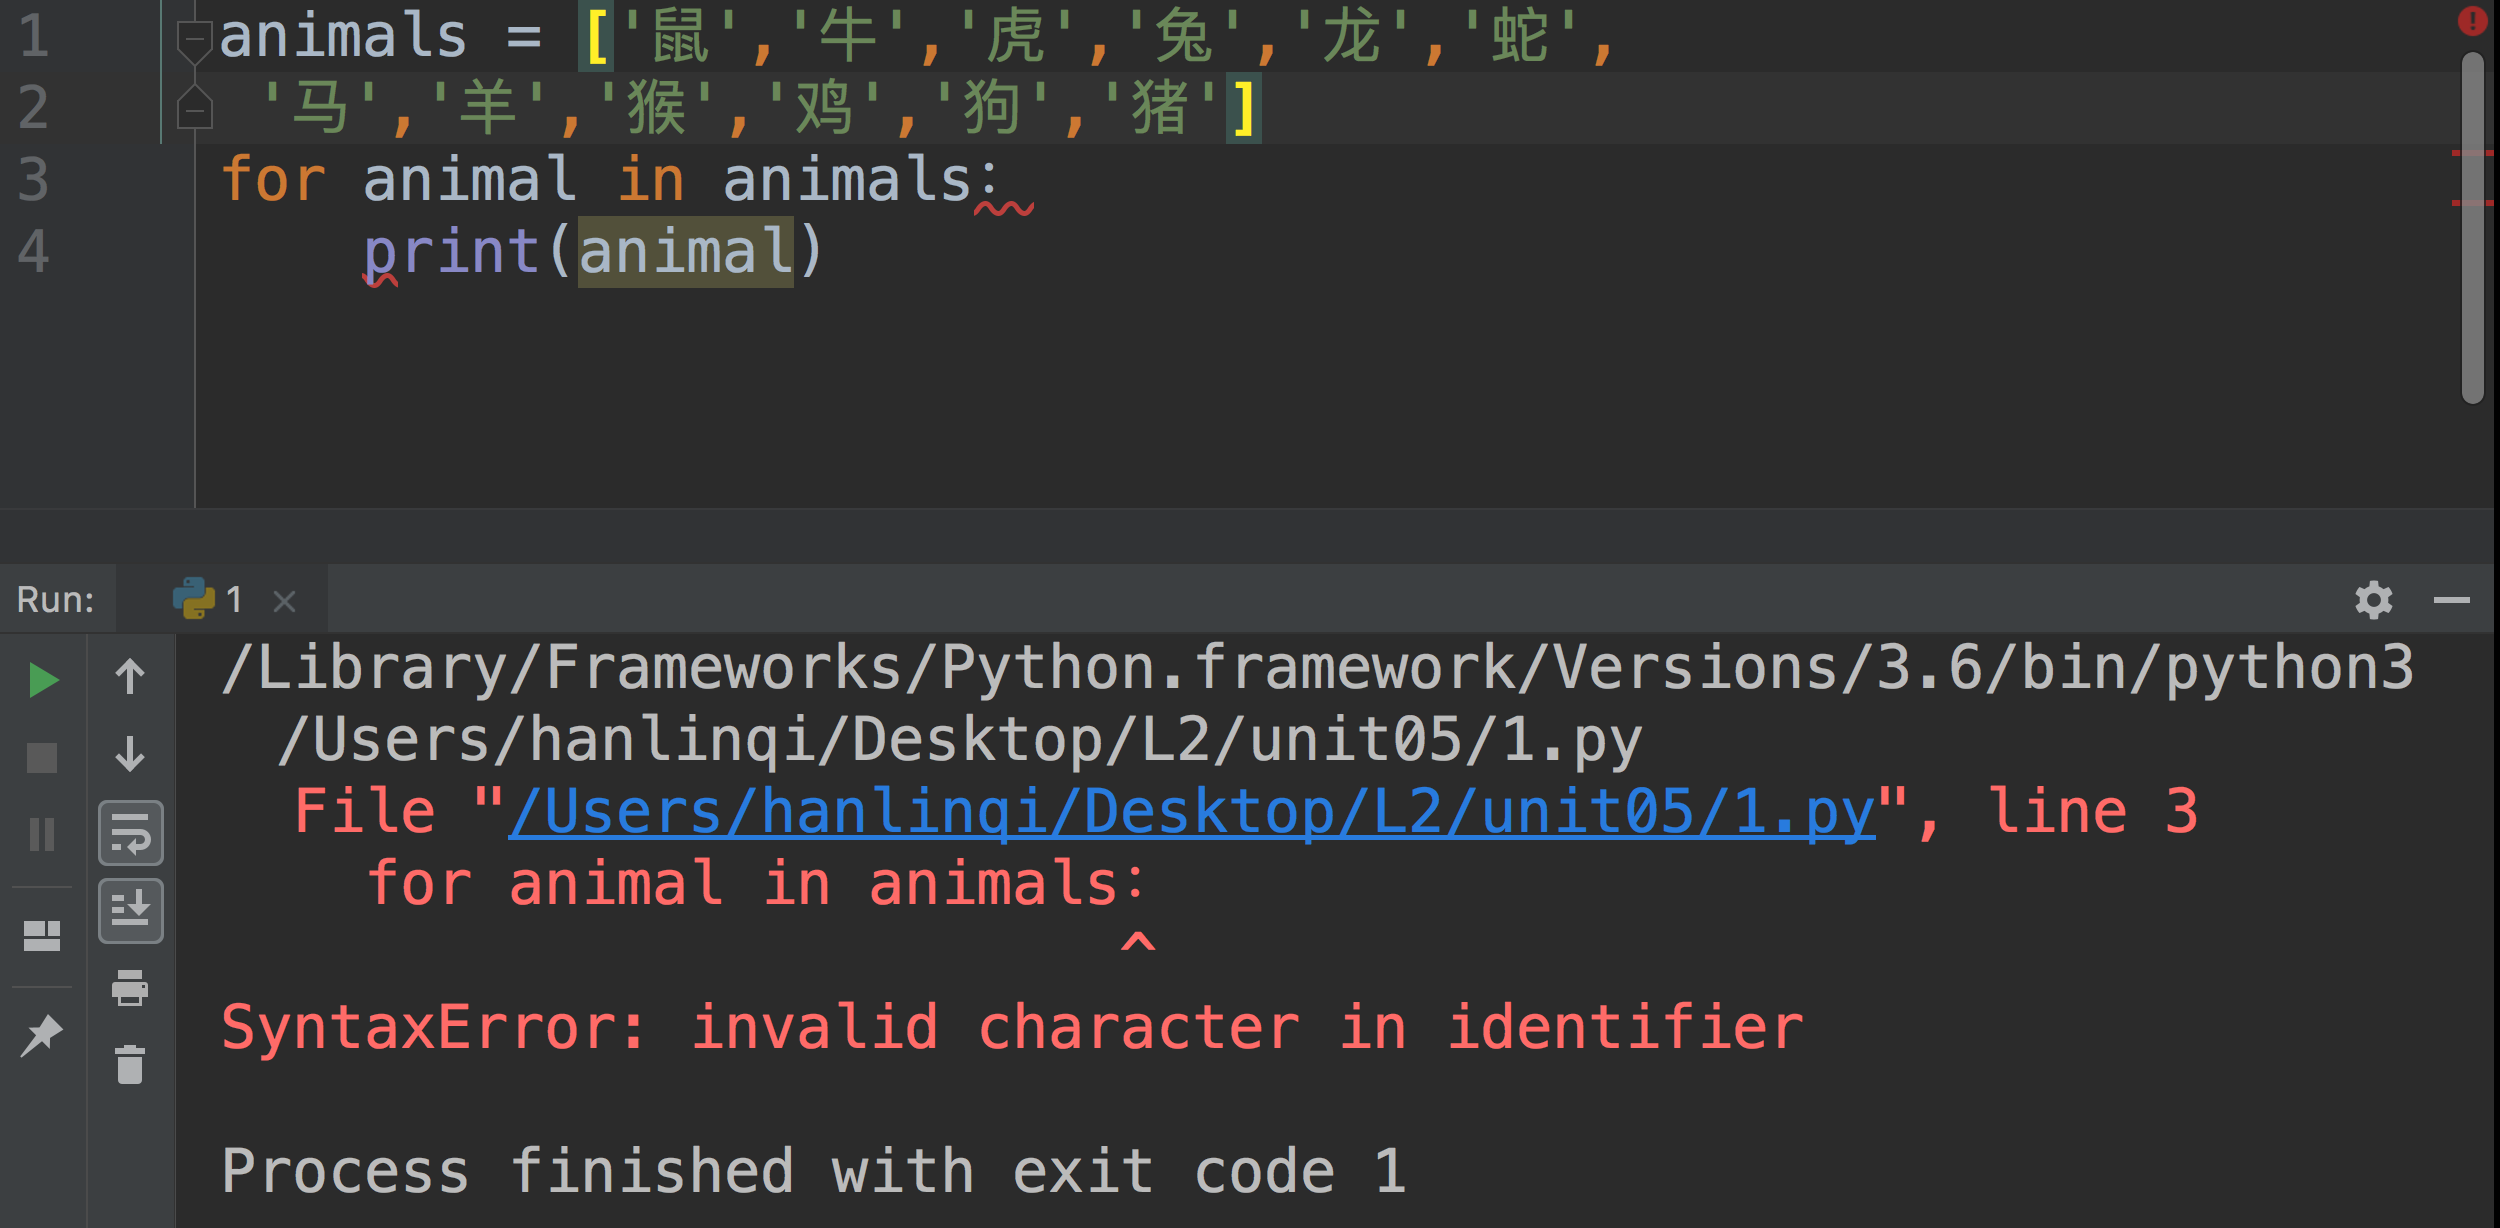 1 animals = ['鼠','牛','虎','兔','龙','蛇',
2 '马','羊','猴','鸡','狗','猪']
3 for animal in animals：
4 print(animal)
Run: 1
/Library/Frameworks/Python.framework/Versions/3.6/bin/python3
/Users/hanlinqi/Desktop/L2/unit05/1.py
File "/Users/hanlinqi/Desktop/L2/unit05/1.py", line 3
for animal in animals：
^
SyntaxError: invalid character in identifier
Process finished with exit code 1